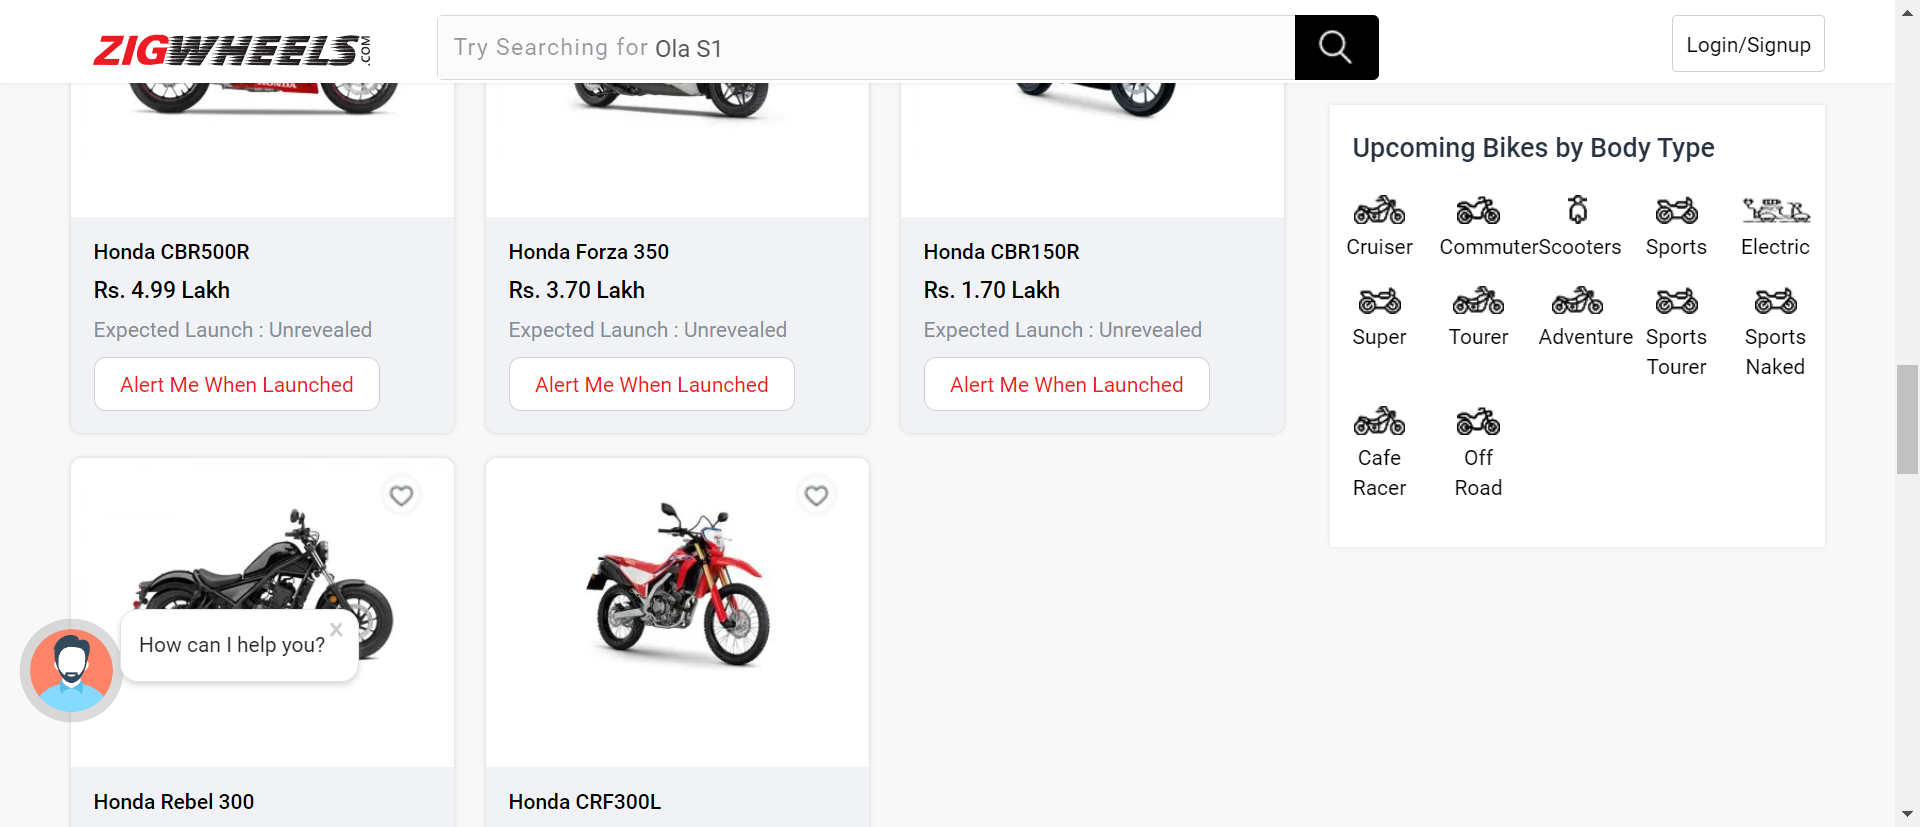 ZIGWHEELS.COM
Try Searching for Ola S1
Login/Signup
HONDA
Honda CBR500R
Rs. 4.99 Lakh
Expected Launch : Unrevealed
Alert Me When Launched
Honda Forza 350
Rs. 3.70 Lakh
Expected Launch : Unrevealed
Alert Me When Launched
Honda CBR150R
Rs. 1.70 Lakh
Expected Launch : Unrevealed
Alert Me When Launched
Honda Rebel 300
Honda CRF300L
How can I help you?
Upcoming Bikes by Body Type
Cruiser
Commuter
Scooters
Sports
Electric
Super
Tourer
Adventure
Sports
Tourer
Sports
Naked
Cafe
Racer
Off
Road